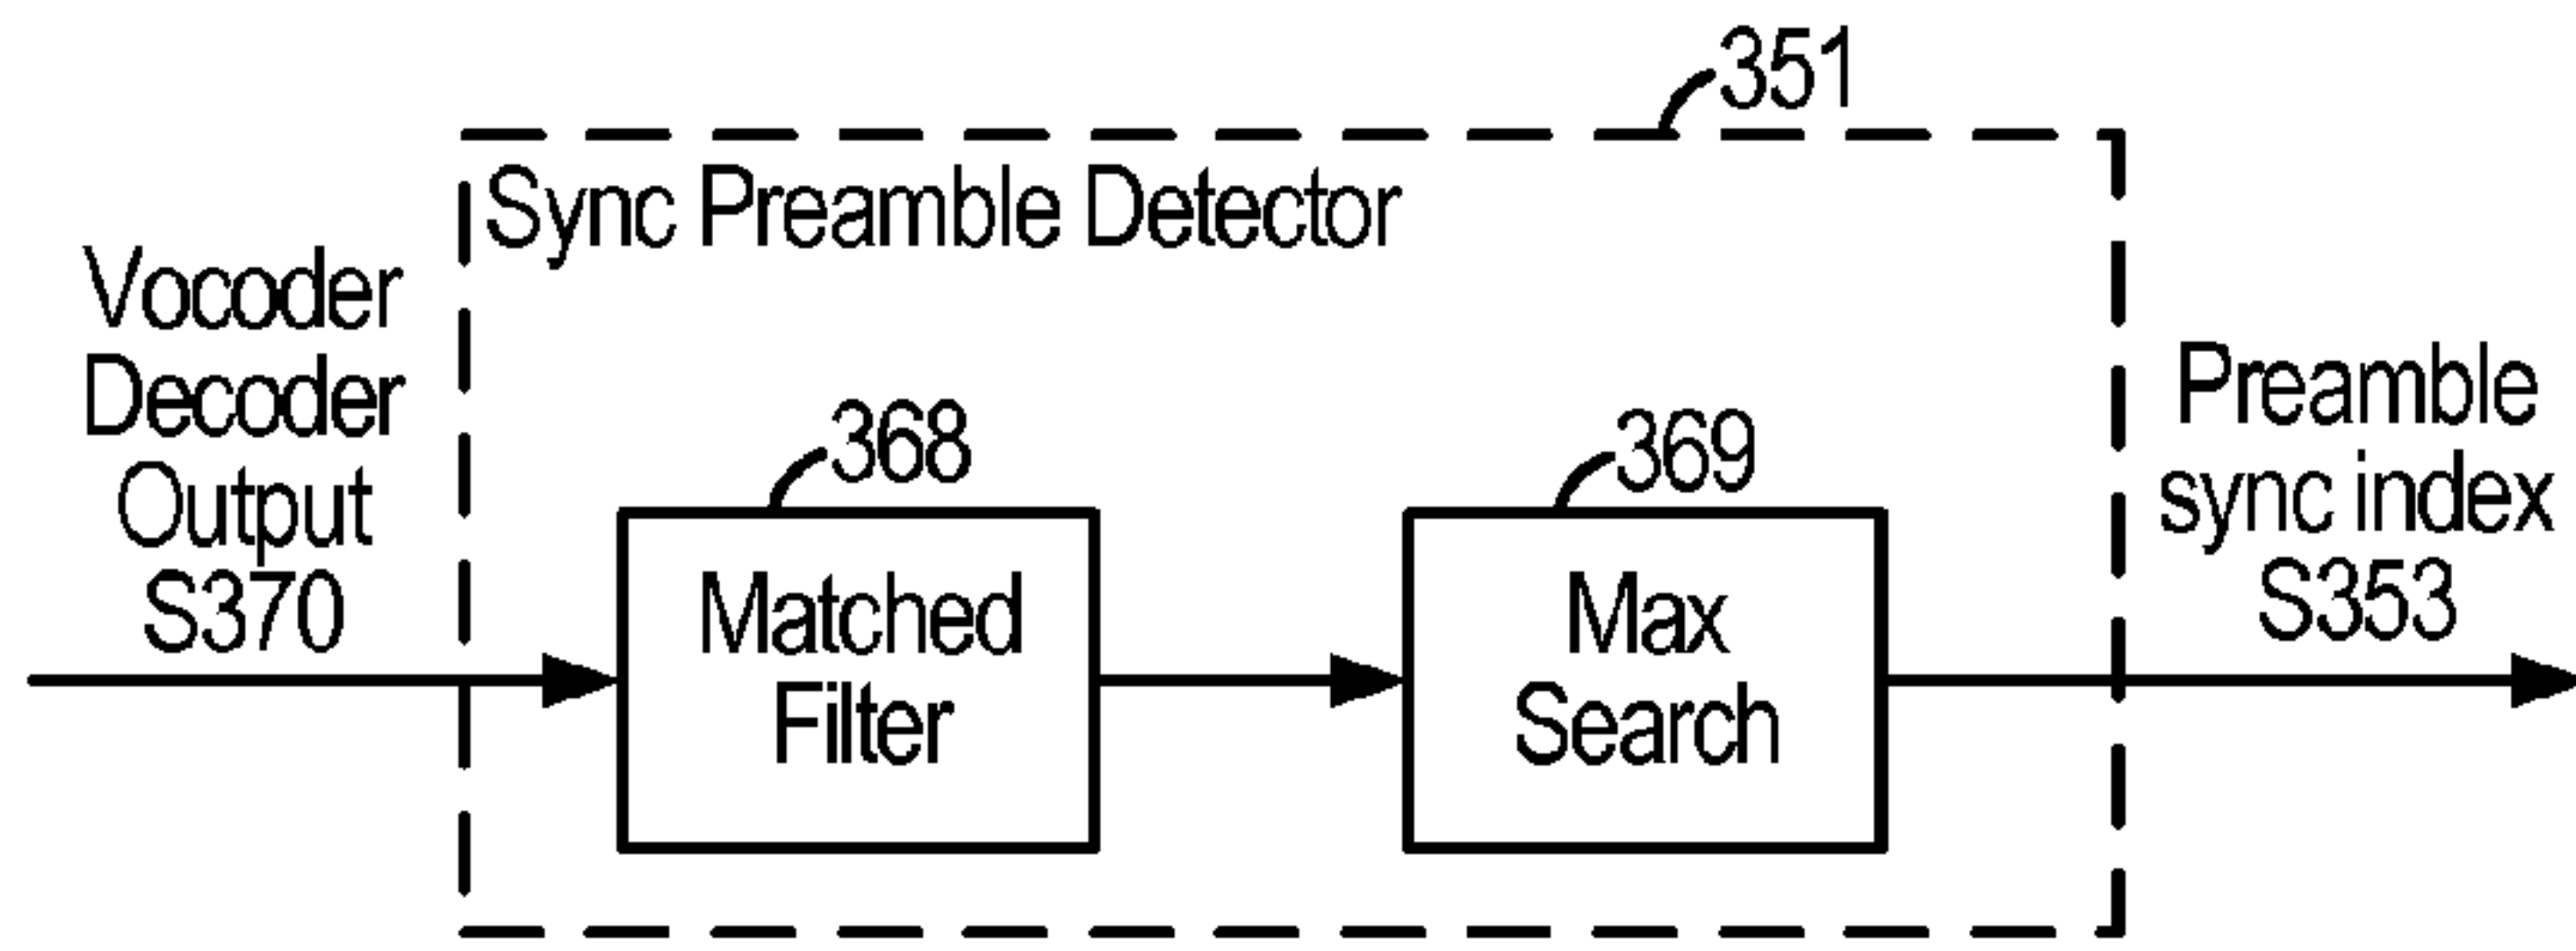 351
Sync Preamble Detector
Vocoder
Decoder
Output
S370
368
Matched
Filter
369
Max
Search
Preamble
sync index
S353